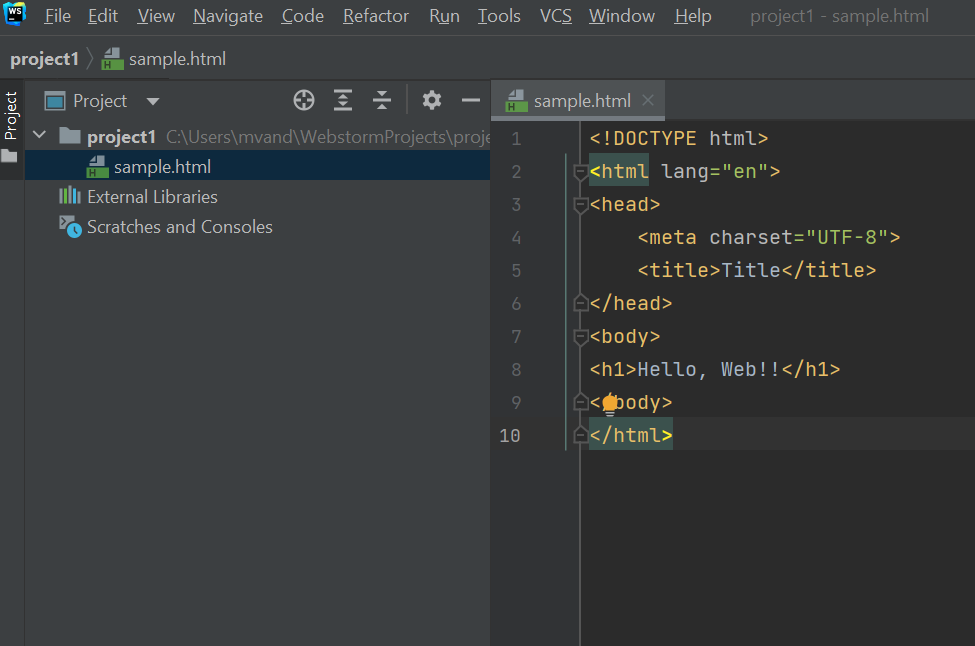 WS File Edit View Navigate Code Refactor Run Tools VCS Window Help project1 - sample.html
project1 sample.html
Project
Project
sample.html
project1 C:\Users\mvand\WebstormProjects\proje
sample.html
External Libraries
Scratches and Consoles
1 <!DOCTYPE html>
2 <html lang="en">
3 <head>
4 <meta charset="UTF-8">
5 <title>Title</title>
6 </head>
7 <body>
8 <h1>Hello, Web!!</h1>
9 < body>
10 </html>